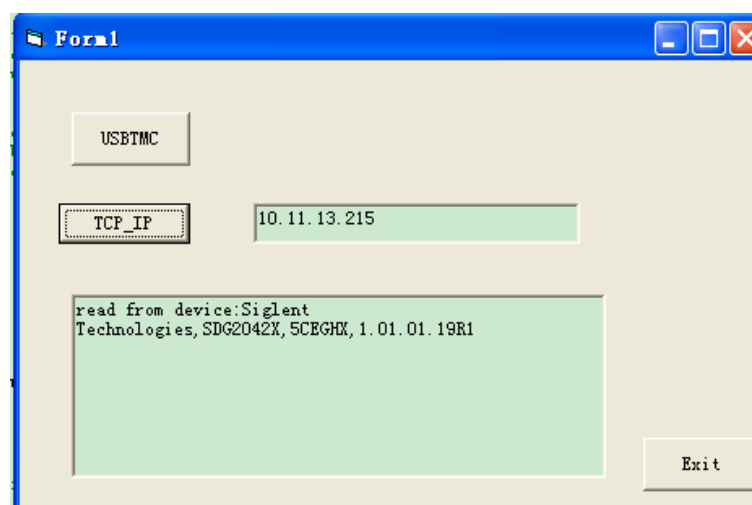 Form1
USBTMC
TCP_IP
10.11.13.215
read from device:Siglent
Technologies,SDG2042X,5CEGHX,1.01.01.19R1
Exit